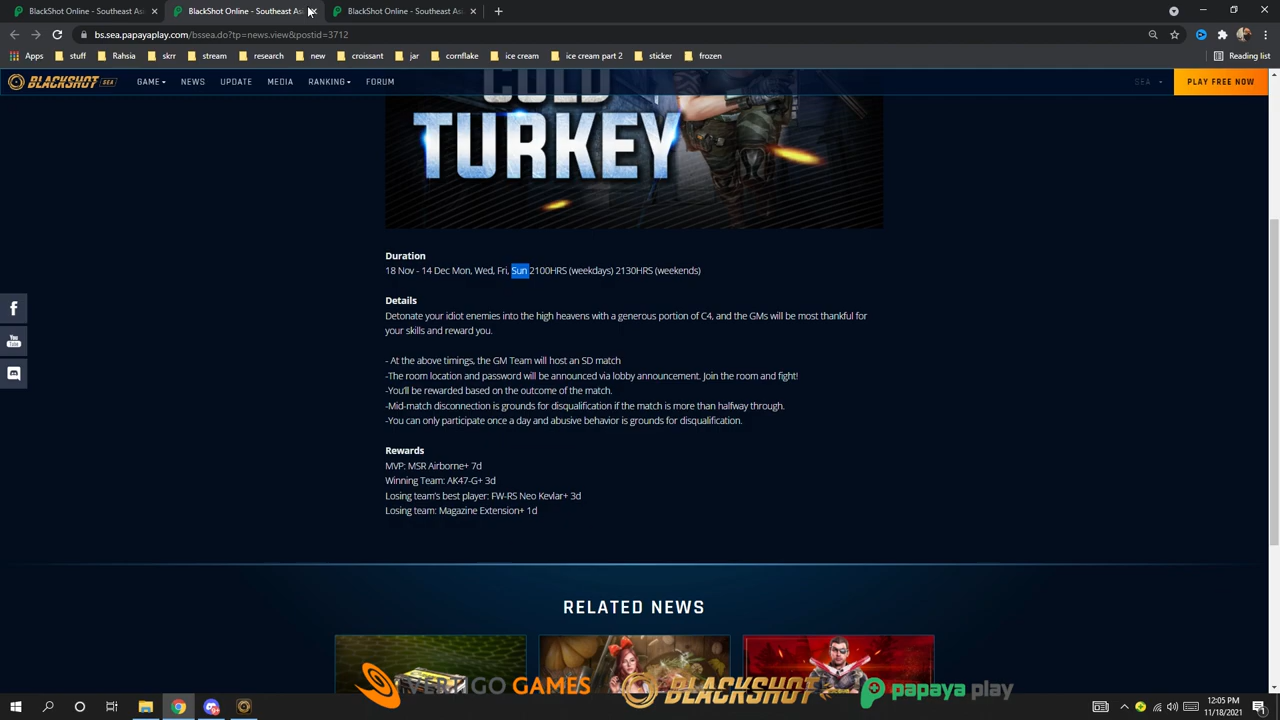 BlackShot Online - Southeast Asi
BlackShot Online - Southeast Asi
BlackShot Online - Southeast Asi
bs.sea.papayaplay.com/bssea.do?tp=news.view&postid=3712
Apps stuff Rahsia skrr stream research new croissant jar cornflake ice cream ice cream part 2 sticker frozen Reading list
BLACKSHOT SEA GAME NEWS UPDATE MEDIA RANKING FORUM SEA PLAY FREE NOW
COLD
TURKEY
Duration
18 Nov - 14 Dec Mon, Wed, Fri, Sun 2100HRS (weekdays) 2130HRS (weekends)
Details
Detonate your idiot enemies into the high heavens with a generous portion of C4, and the GMs will be most thankful for
your skills and reward you.
- At the above timings, the GM Team will host an SD match
-The room location and password will be announced via lobby announcement. Join the room and fight!
-You'll be rewarded based on the outcome of the match.
-Mid-match disconnection is grounds for disqualification if the match is more than halfway through.
-You can only participate once a day and abusive behavior is grounds for disqualification.
Rewards
MVP: MSR Airborne+ 7d
Winning Team: AK47-G+ 3d
Losing team's best player: FW-RS Neo Kevlar+ 3d
Losing team: Magazine Extension+ 1d
You Tube
RELATED NEWS
VERTIGO GAMES BLACKSHOT papaya play
12:05 PM
11/18/2021